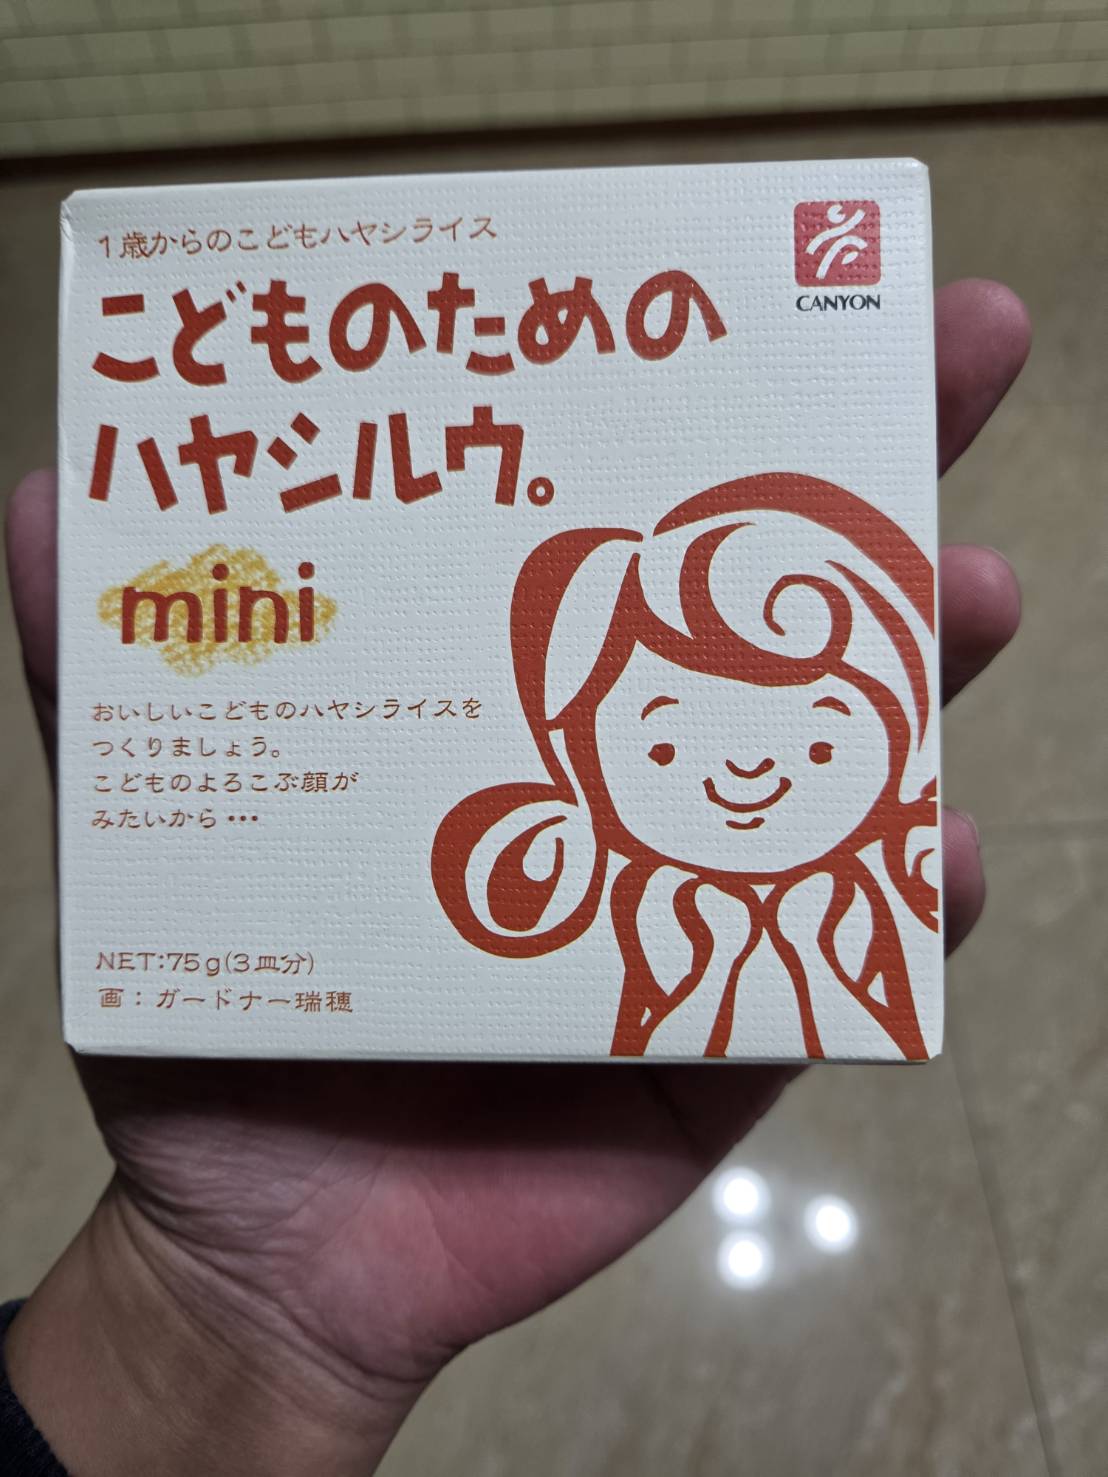 1歳からのこどもハヤシライス
CANYON
こどものための
ハヤシルウ。
mini
おいしいこどものハヤシライスを
つくりましょう。
こどものよろこぶ顔が
みたいから…
NET:75g(3皿分)
画：ガードナー瑞穂